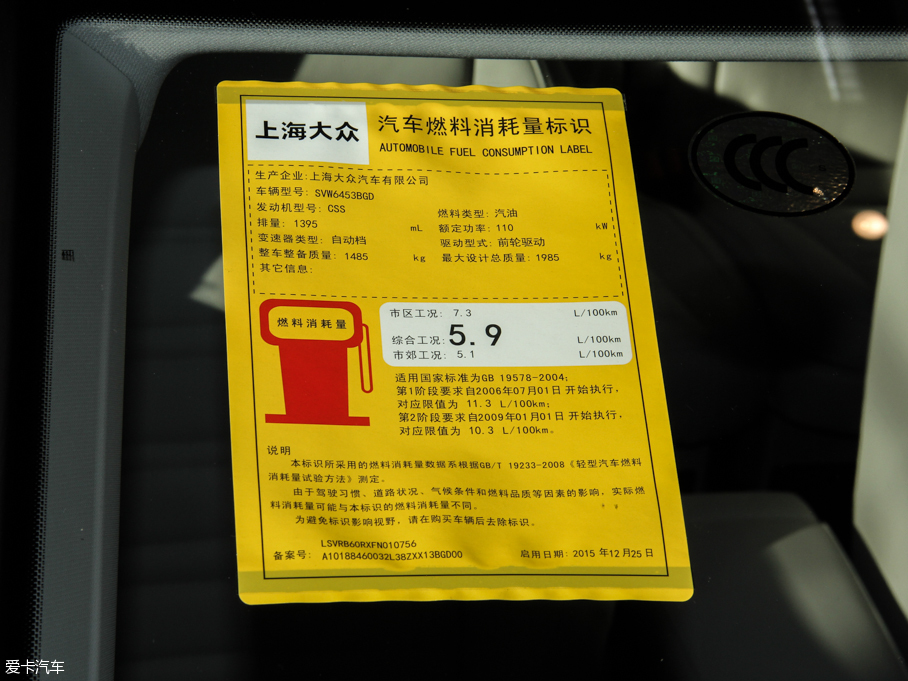 上海大众
汽车燃料消耗量标识
AUTOMOBILE FUEL CONSUMPTION LABEL
生产企业:上海大众汽车有限公司
车辆型号: SVW6453BGD
发动机型号: CSS 燃料类型: 汽油
排量: 1395 mL 额定功率: 110 kW
变速器类型: 自动档 驱动型式: 前轮驱动
整车整备质量: 1485 kg 最大设计总质量: 1985 kg
其它信息:
燃料消耗量
市区工况: 7.3 L/100km
综合工况: 5.9 L/100km
市郊工况: 5.1 L/100km
适用国家标准为GB 19578-2004;
第1阶段要求自2006年07月01日 开始执行,
对应限值为 11.3 L/100km;
第2阶段要求自2009年01月01日 开始执行,
对应限值为 10.3 L/100km。
说明
本标识所采用的燃料消耗量数据系根据GB/T 19233-2008《轻型汽车燃料
消耗量试验方法》测定。
由于驾驶习惯、道路状况、气候条件和燃料品质等因素的影响, 实际燃
料消耗量可能与本标识的燃料消耗量不同。
为避免标识影响视野, 请在购买车辆后去除标识。
LSVRB60RXFN010756
备案号: A10188460032L38ZXX13BGD00 启用日期: 2015 年12月25日
CCC
爱卡汽车